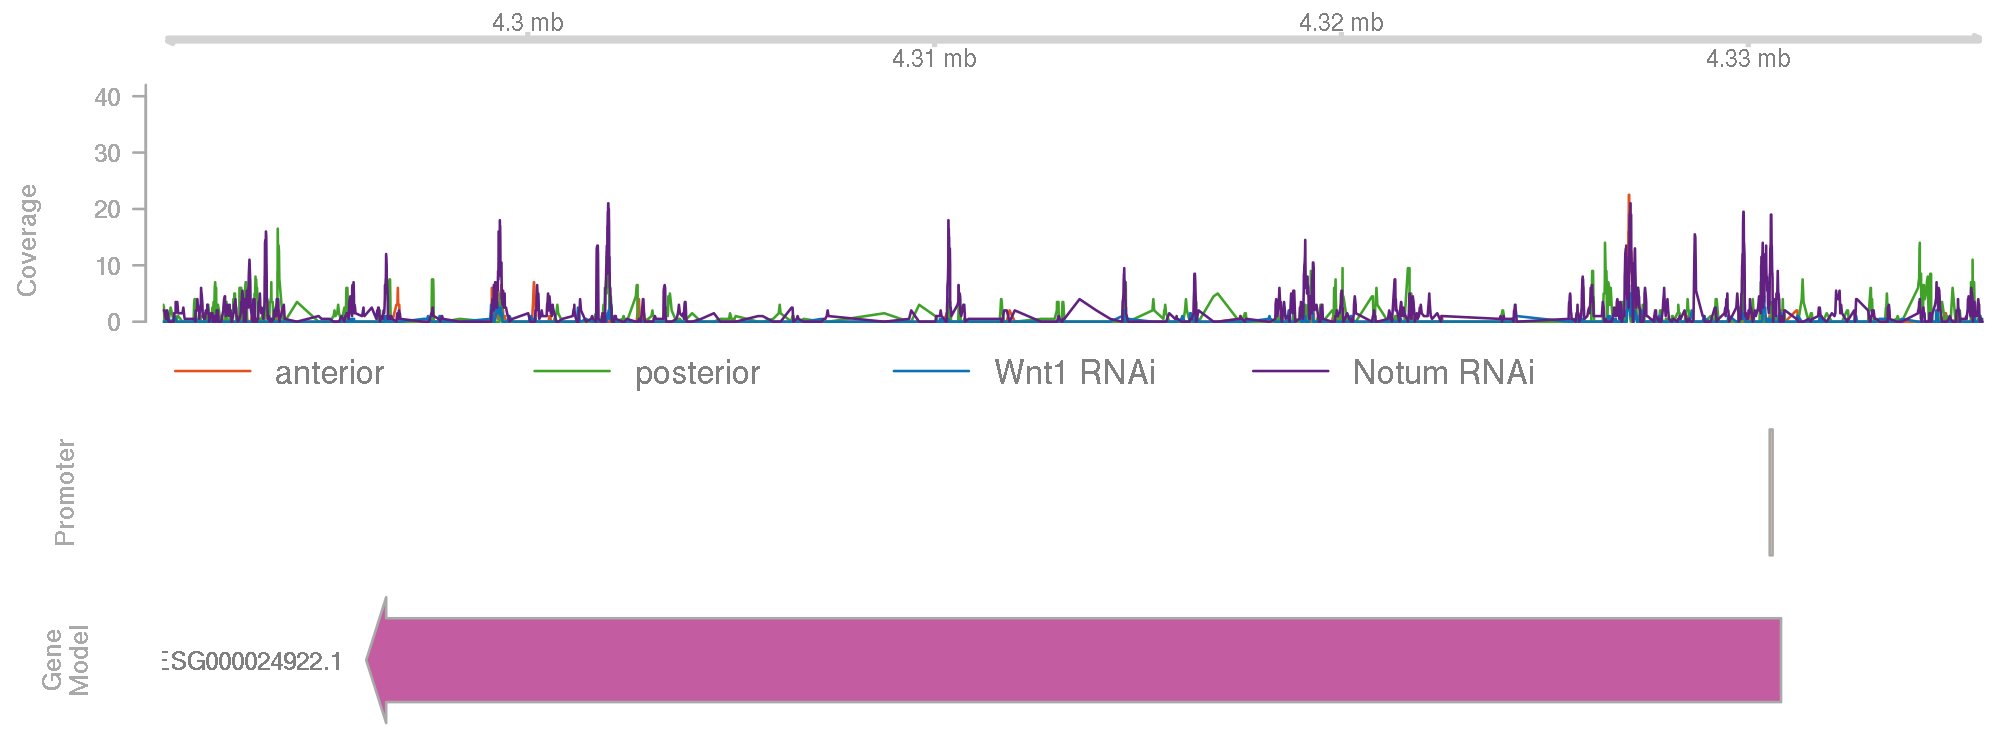 4.3 mb
4.32 mb
4.31 mb
4.33 mb
Coverage
40
30
20
10
0
anterior posterior Wnt1 RNAi Notum RNAi
Promoter
Gene
Model
ESG000024922.1